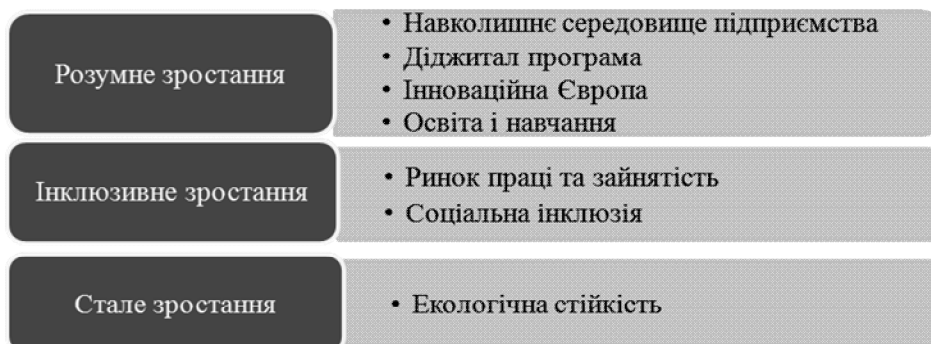 Розумне зростання
• Навколишнє середовище підприємства
• Діджитал програма
• Інноваційна Європа
• Освіта і навчання
Інклюзивне зростання
• Ринок праці та зайнятість
• Соціальна інклюзія
Стале зростання
• Екологічна стійкість